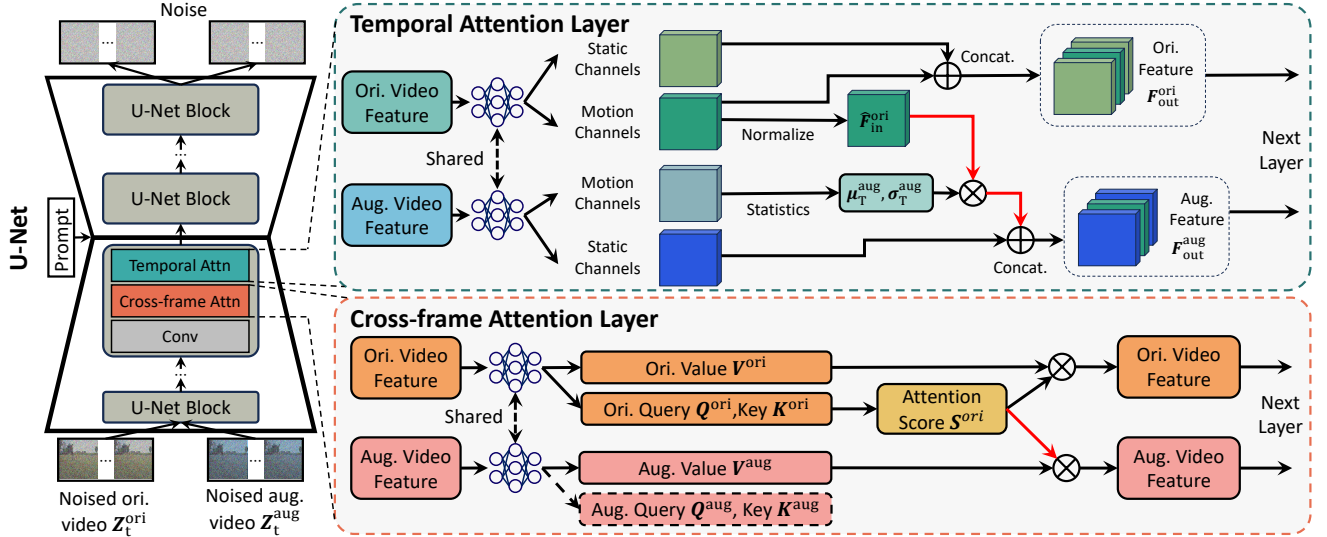 Noise
...
...
U-Net Block
...
U-Net Block
U-Net
Prompt
Temporal Attn
Cross-frame Attn
Conv
...
U-Net Block
...
...
Noised ori.
video Z_t^ori
Noised aug.
video Z_t^aug
Temporal Attention Layer
Ori. Video
Feature
Shared
Aug. Video
Feature
Static
Channels
Motion
Channels
Motion
Channels
Static
Channels
Normalize
F̂_in^ori
Statistics
μ_T^aug, σ_T^aug
Concat.
Concat.
Ori.
Feature
F_out^ori
Aug.
Feature
F_out^aug
Next
Layer
Cross-frame Attention Layer
Ori. Video
Feature
Shared
Aug. Video
Feature
Ori. Value V^ori
Ori. Query Q^ori,Key K^ori
Attention
Score S^ori
Aug. Value V^aug
Aug. Query Q^aug, Key K^aug
Ori. Video
Feature
Aug. Video
Feature
Next
Layer